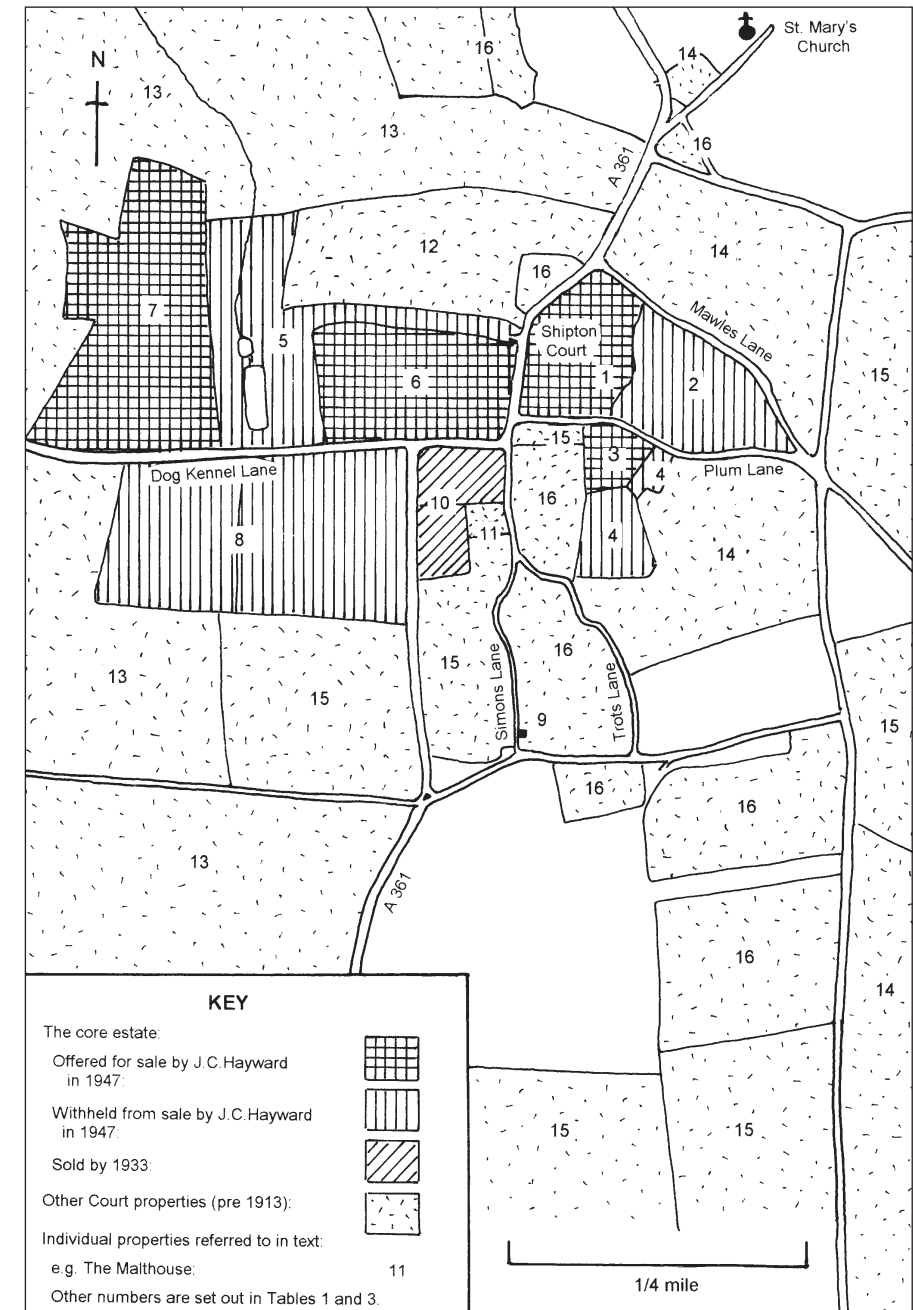 St. Mary's
Church
N
16
14
13
13
16
A 361
12
14
16
7
Mawles Lane
5
Shipton
Court
1
6
2
15
15
3
Plum Lane
4
Dog Kennel Lane
16
10
11
8
4
14
16
15
13
15
Simons Lane
Trots Lane
9
15
16
16
13
A 361
16
14
15
15
1/4 mile
KEY
The core estate:
Offered for sale by J.C.Hayward
in 1947:
Withheld from sale by J.C.Hayward
in 1947:
Sold by 1933:
Other Court properties (pre 1913):
Individual properties referred to in text:
e.g. The Malthouse: 11
Other numbers are set out in Tables 1 and 3.